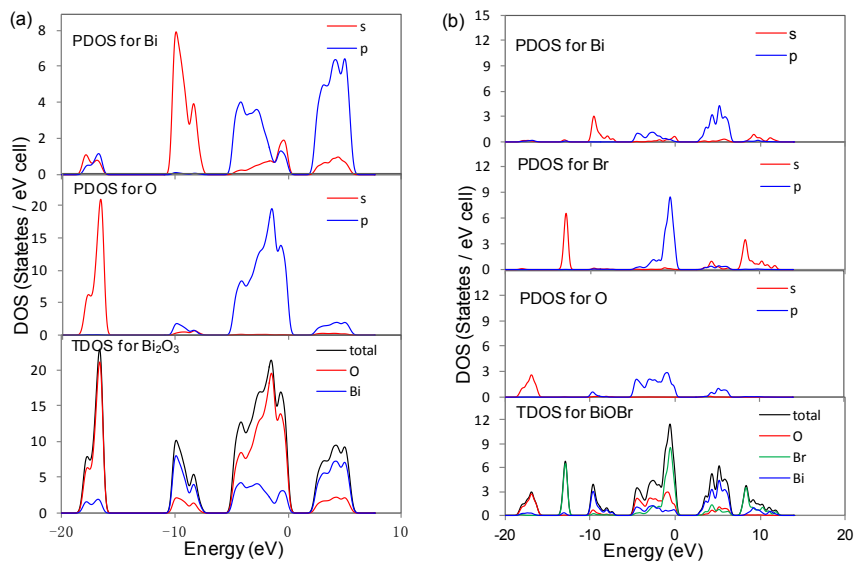 (a)
PDOS for Bi
s
p
8
6
4
2
0
PDOS for O
s
p
20
15
10
5
0
TDOS for Bi₂O₃
total
O
Bi
20
15
10
5
0
-20
-10
0
10
DOS (Statetes / eV cell)
Energy (eV)
(b)
PDOS for Bi
s
p
15
12
9
6
3
0
PDOS for Br
s
p
12
9
6
3
0
PDOS for O
s
p
12
9
6
3
0
TDOS for BiOBr
total
O
Br
Bi
12
9
6
3
0
-20
-10
0
10
20
DOS (Statetes / eV cell)
Energy (eV)